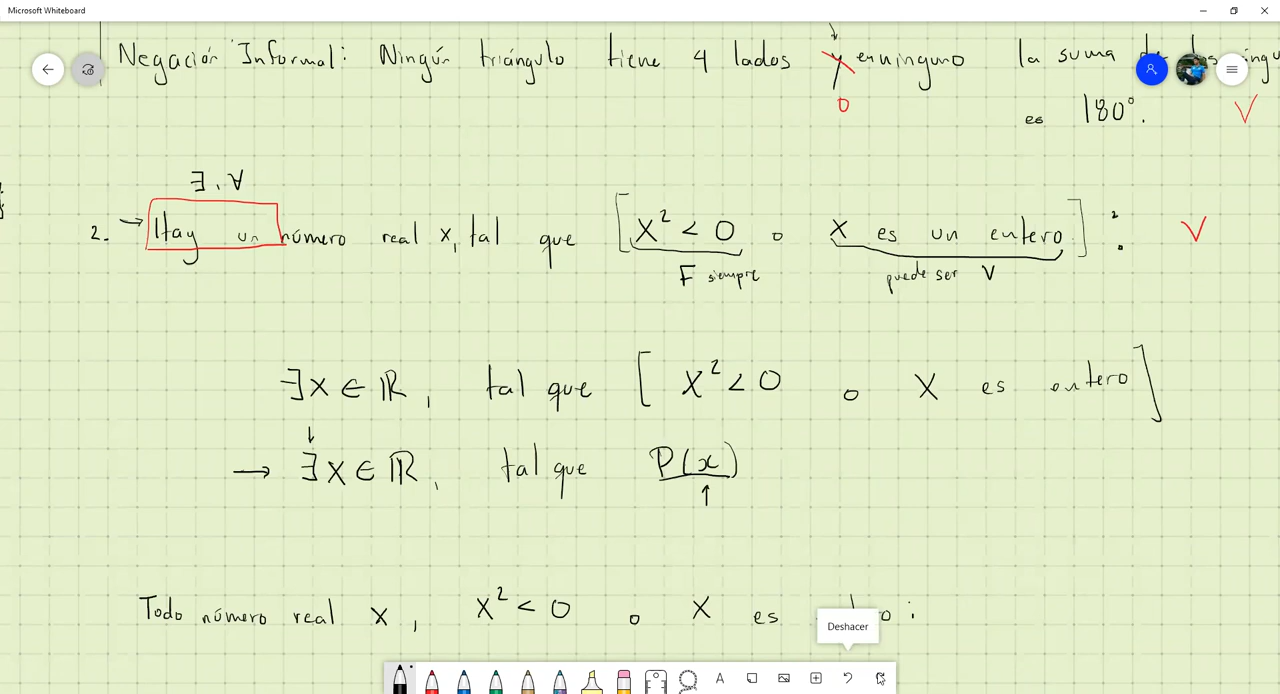 Microsoft Whiteboard
Negación Informal: Ningún triángulo tiene 4 lados y en ninguno la suma
o
es 180°. V
∃, ∀
2. → Hay un número real x, tal que [x² < 0 o x es un entero]: V
F siempre puede ser V
∃x ∈ ℝ, tal que [x² < 0 o x es entero]
↓
→ ∃x ∈ ℝ, tal que P(x)
↑
Todo número real x, x² < 0 o x es
Deshacer
A